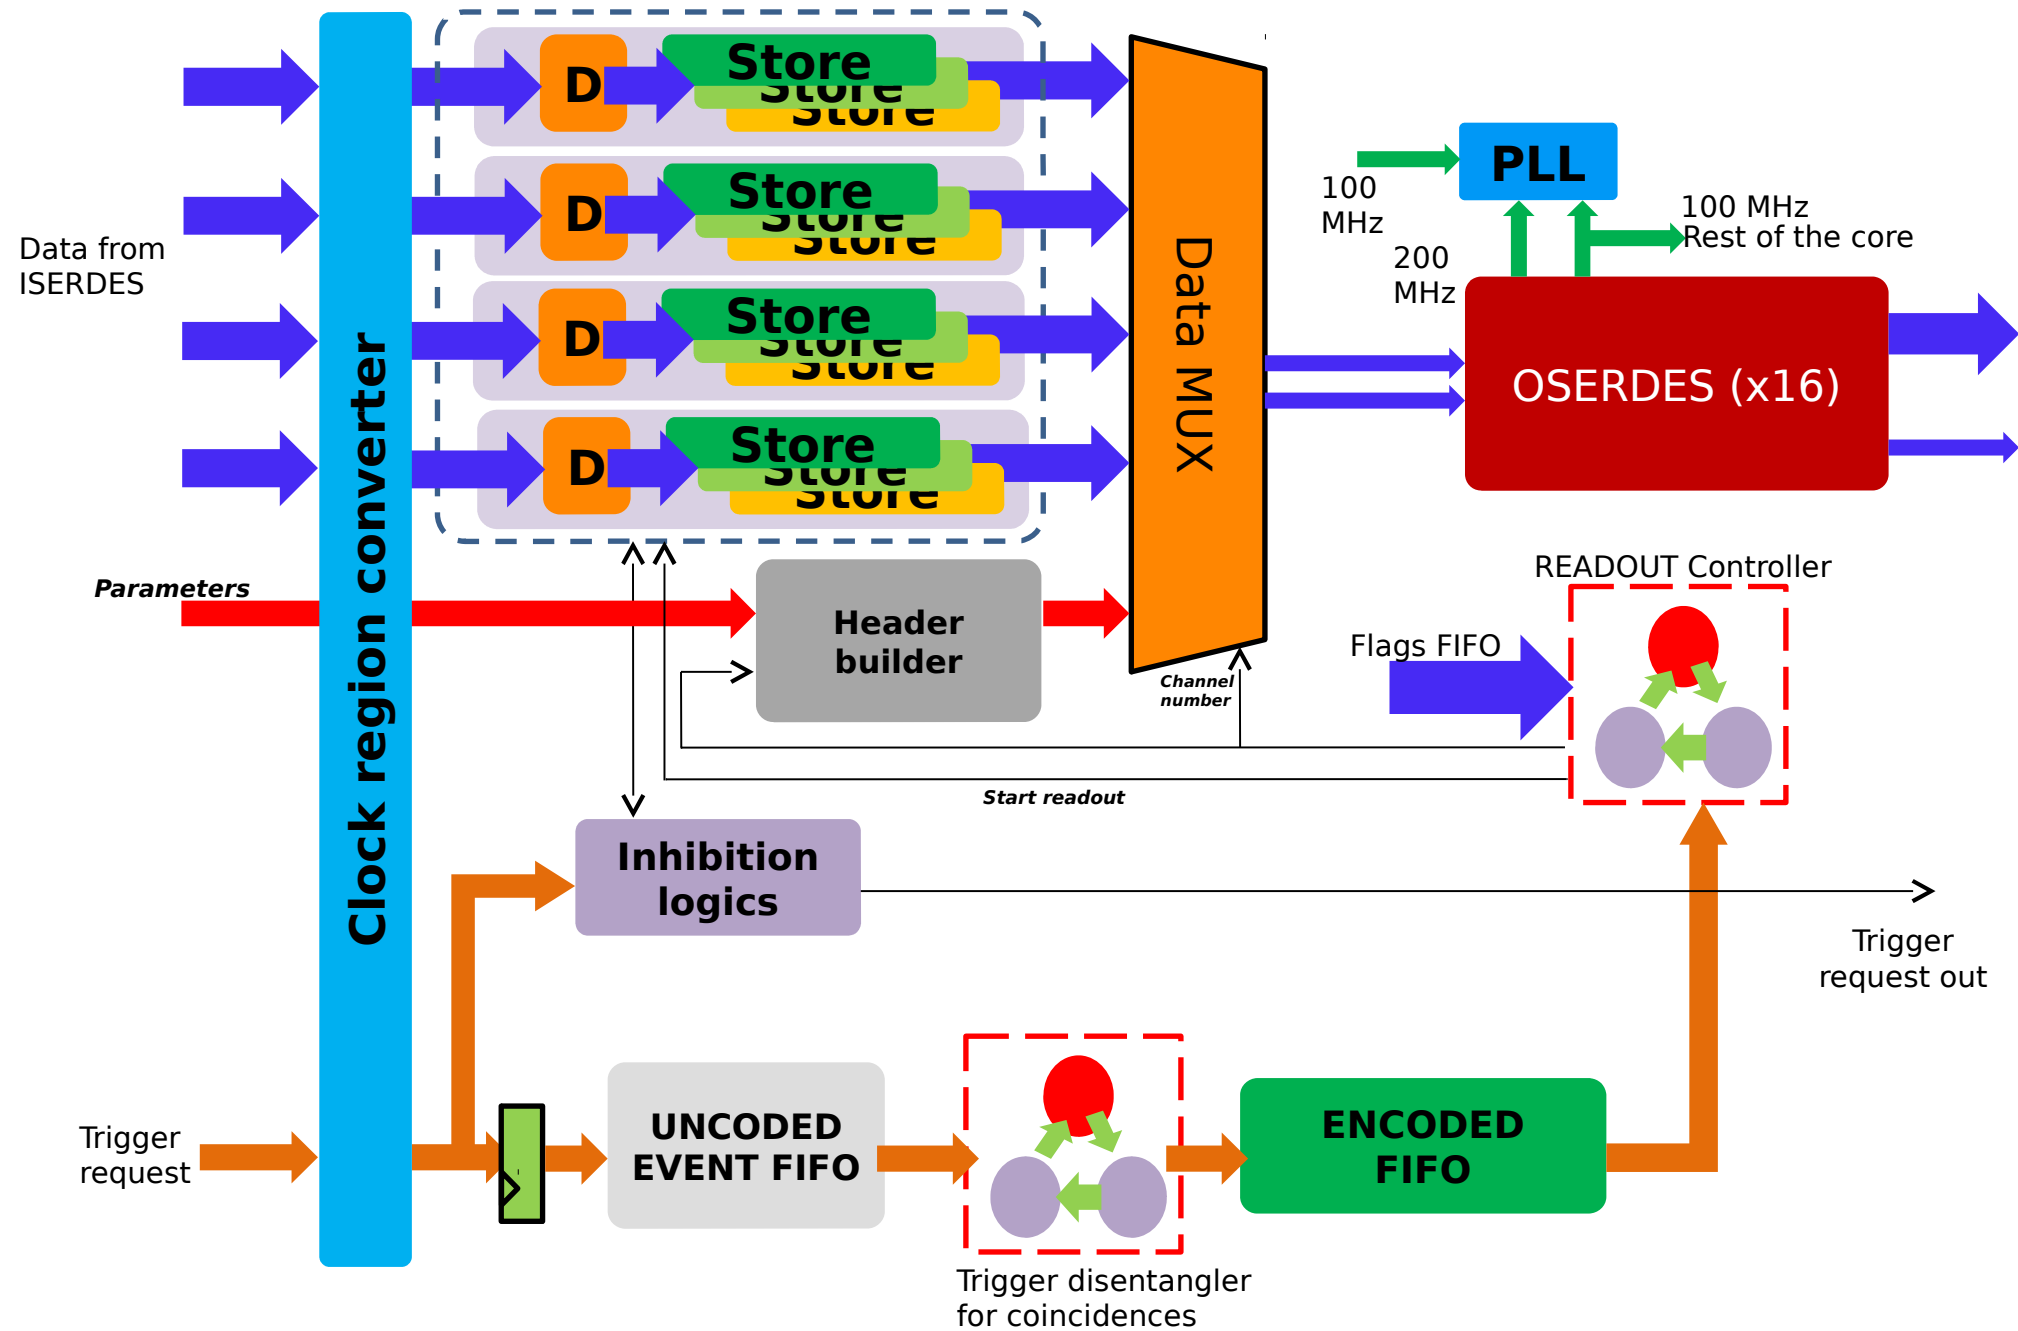 Data from
ISERDES
Clock region converter
D
Store
Store
Store
D
Store
Store
Store
D
Store
Store
Store
D
Store
Store
Store
Data MUX
PLL
100
MHz
200
MHz
100 MHz
Rest of the core
OSERDES (x16)
Parameters
Header
builder
Channel
number
READOUT Controller
Flags FIFO
Start readout
Inhibition
logics
Trigger
request out
Trigger
request
UNCODED
EVENT FIFO
ENCODED
FIFO
Trigger disentangler
for coincidences